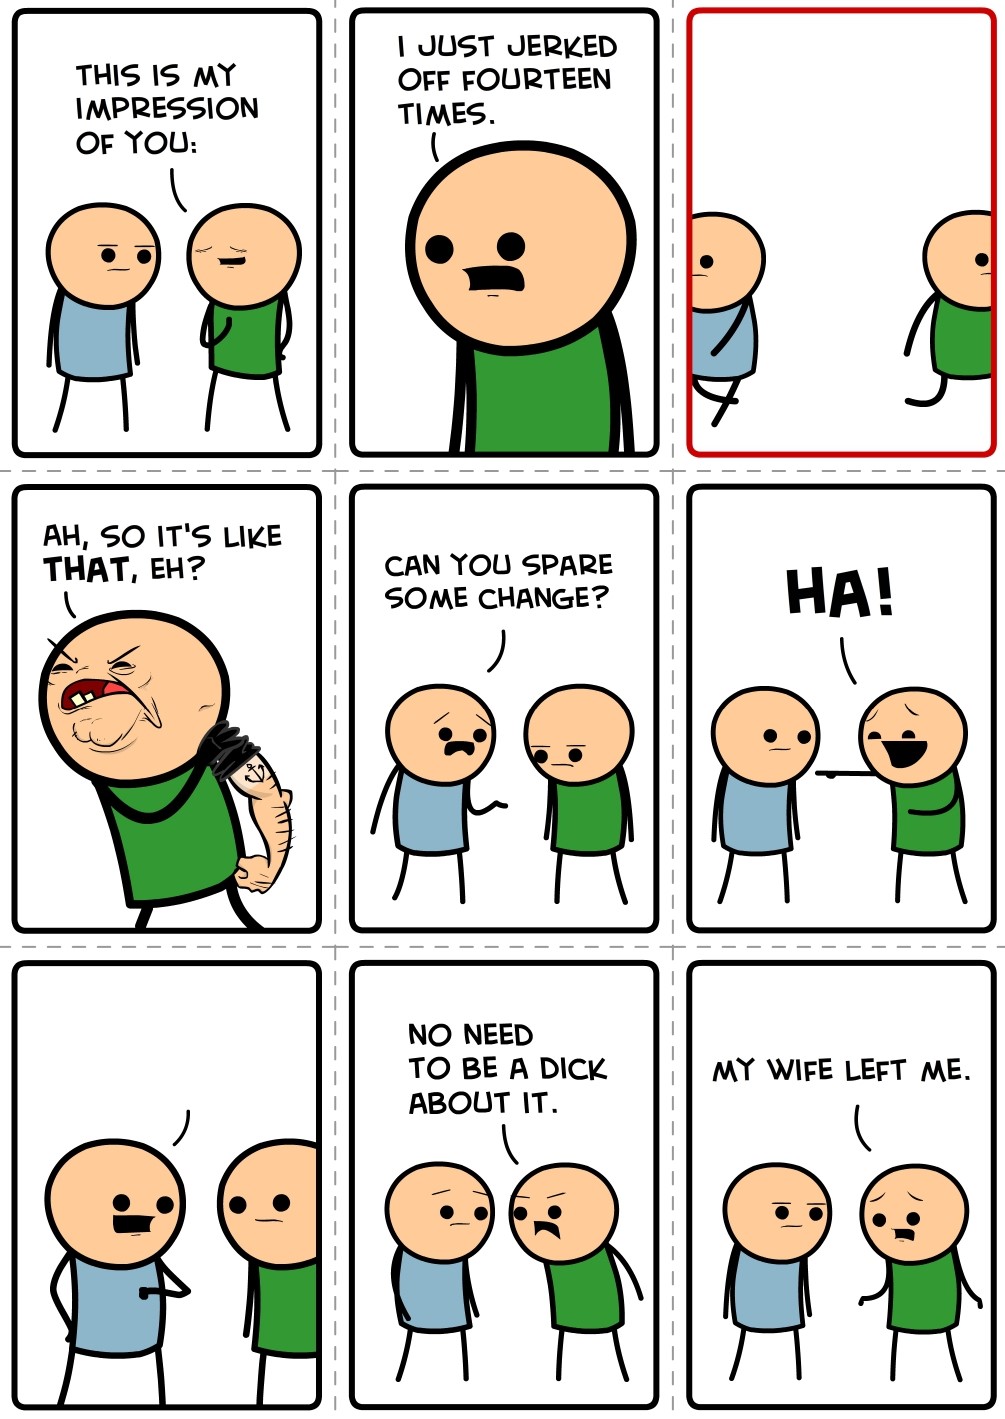 THIS IS MY
IMPRESSION
OF YOU:
I JUST JERKED
OFF FOURTEEN
TIMES.
AH, SO IT'S LIKE
THAT, EH?
CAN YOU SPARE
SOME CHANGE?
HA!
NO NEED
TO BE A DICK
ABOUT IT.
MY WIFE LEFT ME.